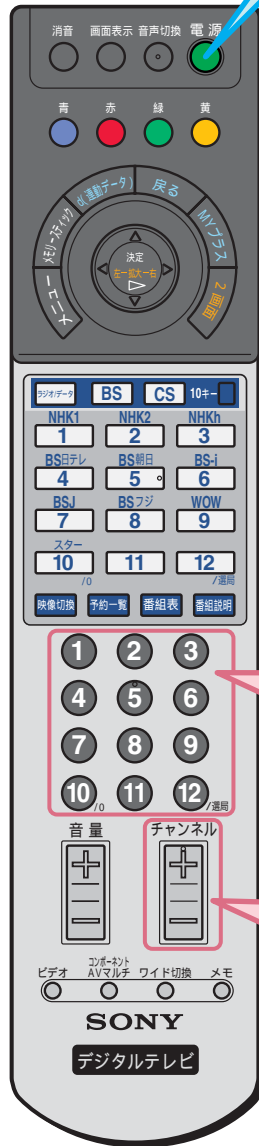 消音 画面表示 音声切換 電源
青 赤 緑 黄
メニュー メモリースティック d(連動データ) 戻る MYプラス 2画面
決定
左ー拡大ー右
ラジオ/データ BS CS 10キー
NHK1 NHK2 NHKh
1 2 3
BS日テレ BS朝日 BS-i
4 5 6
BSJ BSフジ WOW
7 8 9
スター
10 11 12
/0 /選局
映像切換 予約一覧 番組表 番組説明
1 2 3
4 5 6
7 8 9
10/0 11 12/選局
音量 チャンネル
+ +
− −
ビデオ コンポーネント AVマルチ ワイド切換 メモ
SONY
デジタルテレビ